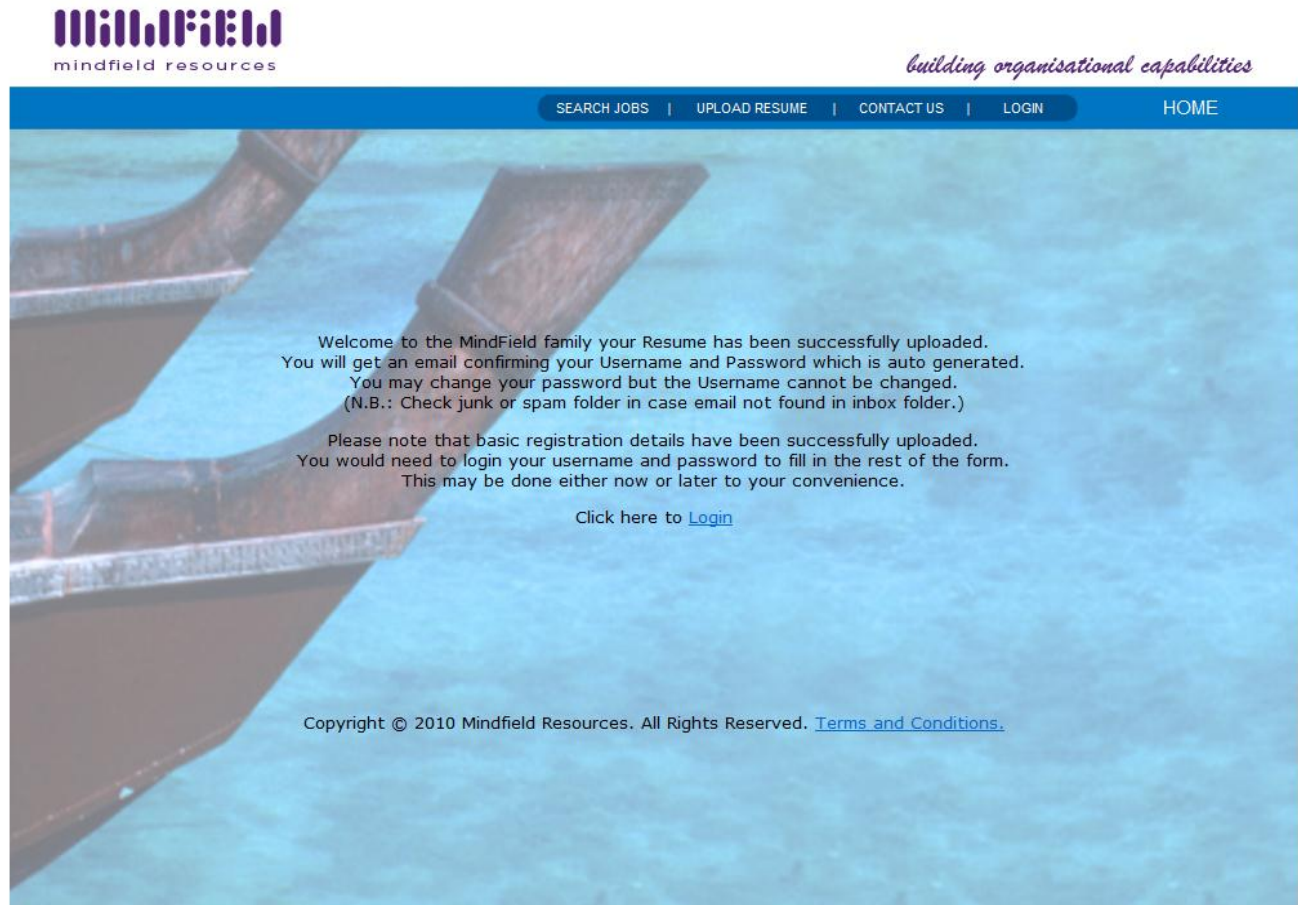 MiNdFiEld
mindfield resources
building organisational capabilities
SEARCH JOBS | UPLOAD RESUME | CONTACT US | LOGIN HOME
Welcome to the MindField family your Resume has been successfully uploaded.
You will get an email confirming your Username and Password which is auto generated.
You may change your password but the Username cannot be changed.
(N.B.: Check junk or spam folder in case email not found in inbox folder.)
Please note that basic registration details have been successfully uploaded.
You would need to login your username and password to fill in the rest of the form.
This may be done either now or later to your convenience.
Click here to Login
Copyright © 2010 Mindfield Resources. All Rights Reserved. Terms and Conditions.